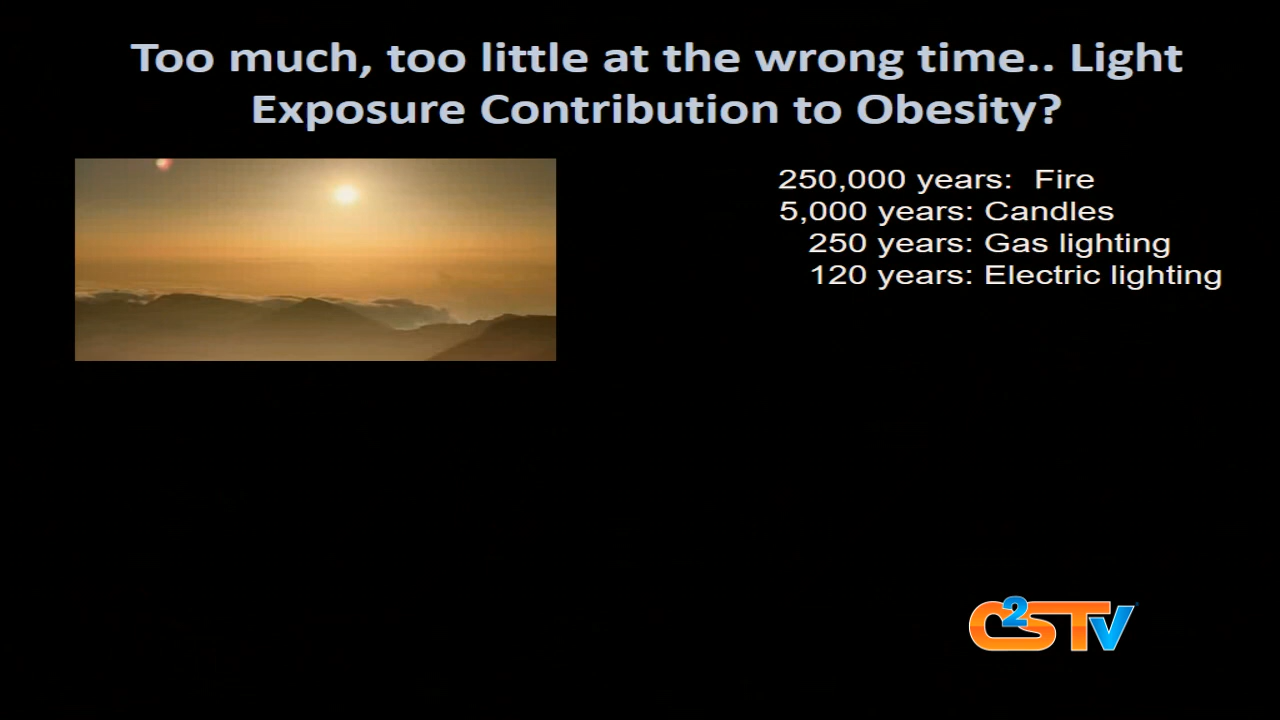 Too much, too little at the wrong time.. Light
Exposure Contribution to Obesity?
250,000 years: Fire
5,000 years: Candles
250 years: Gas lighting
120 years: Electric lighting
C2STV